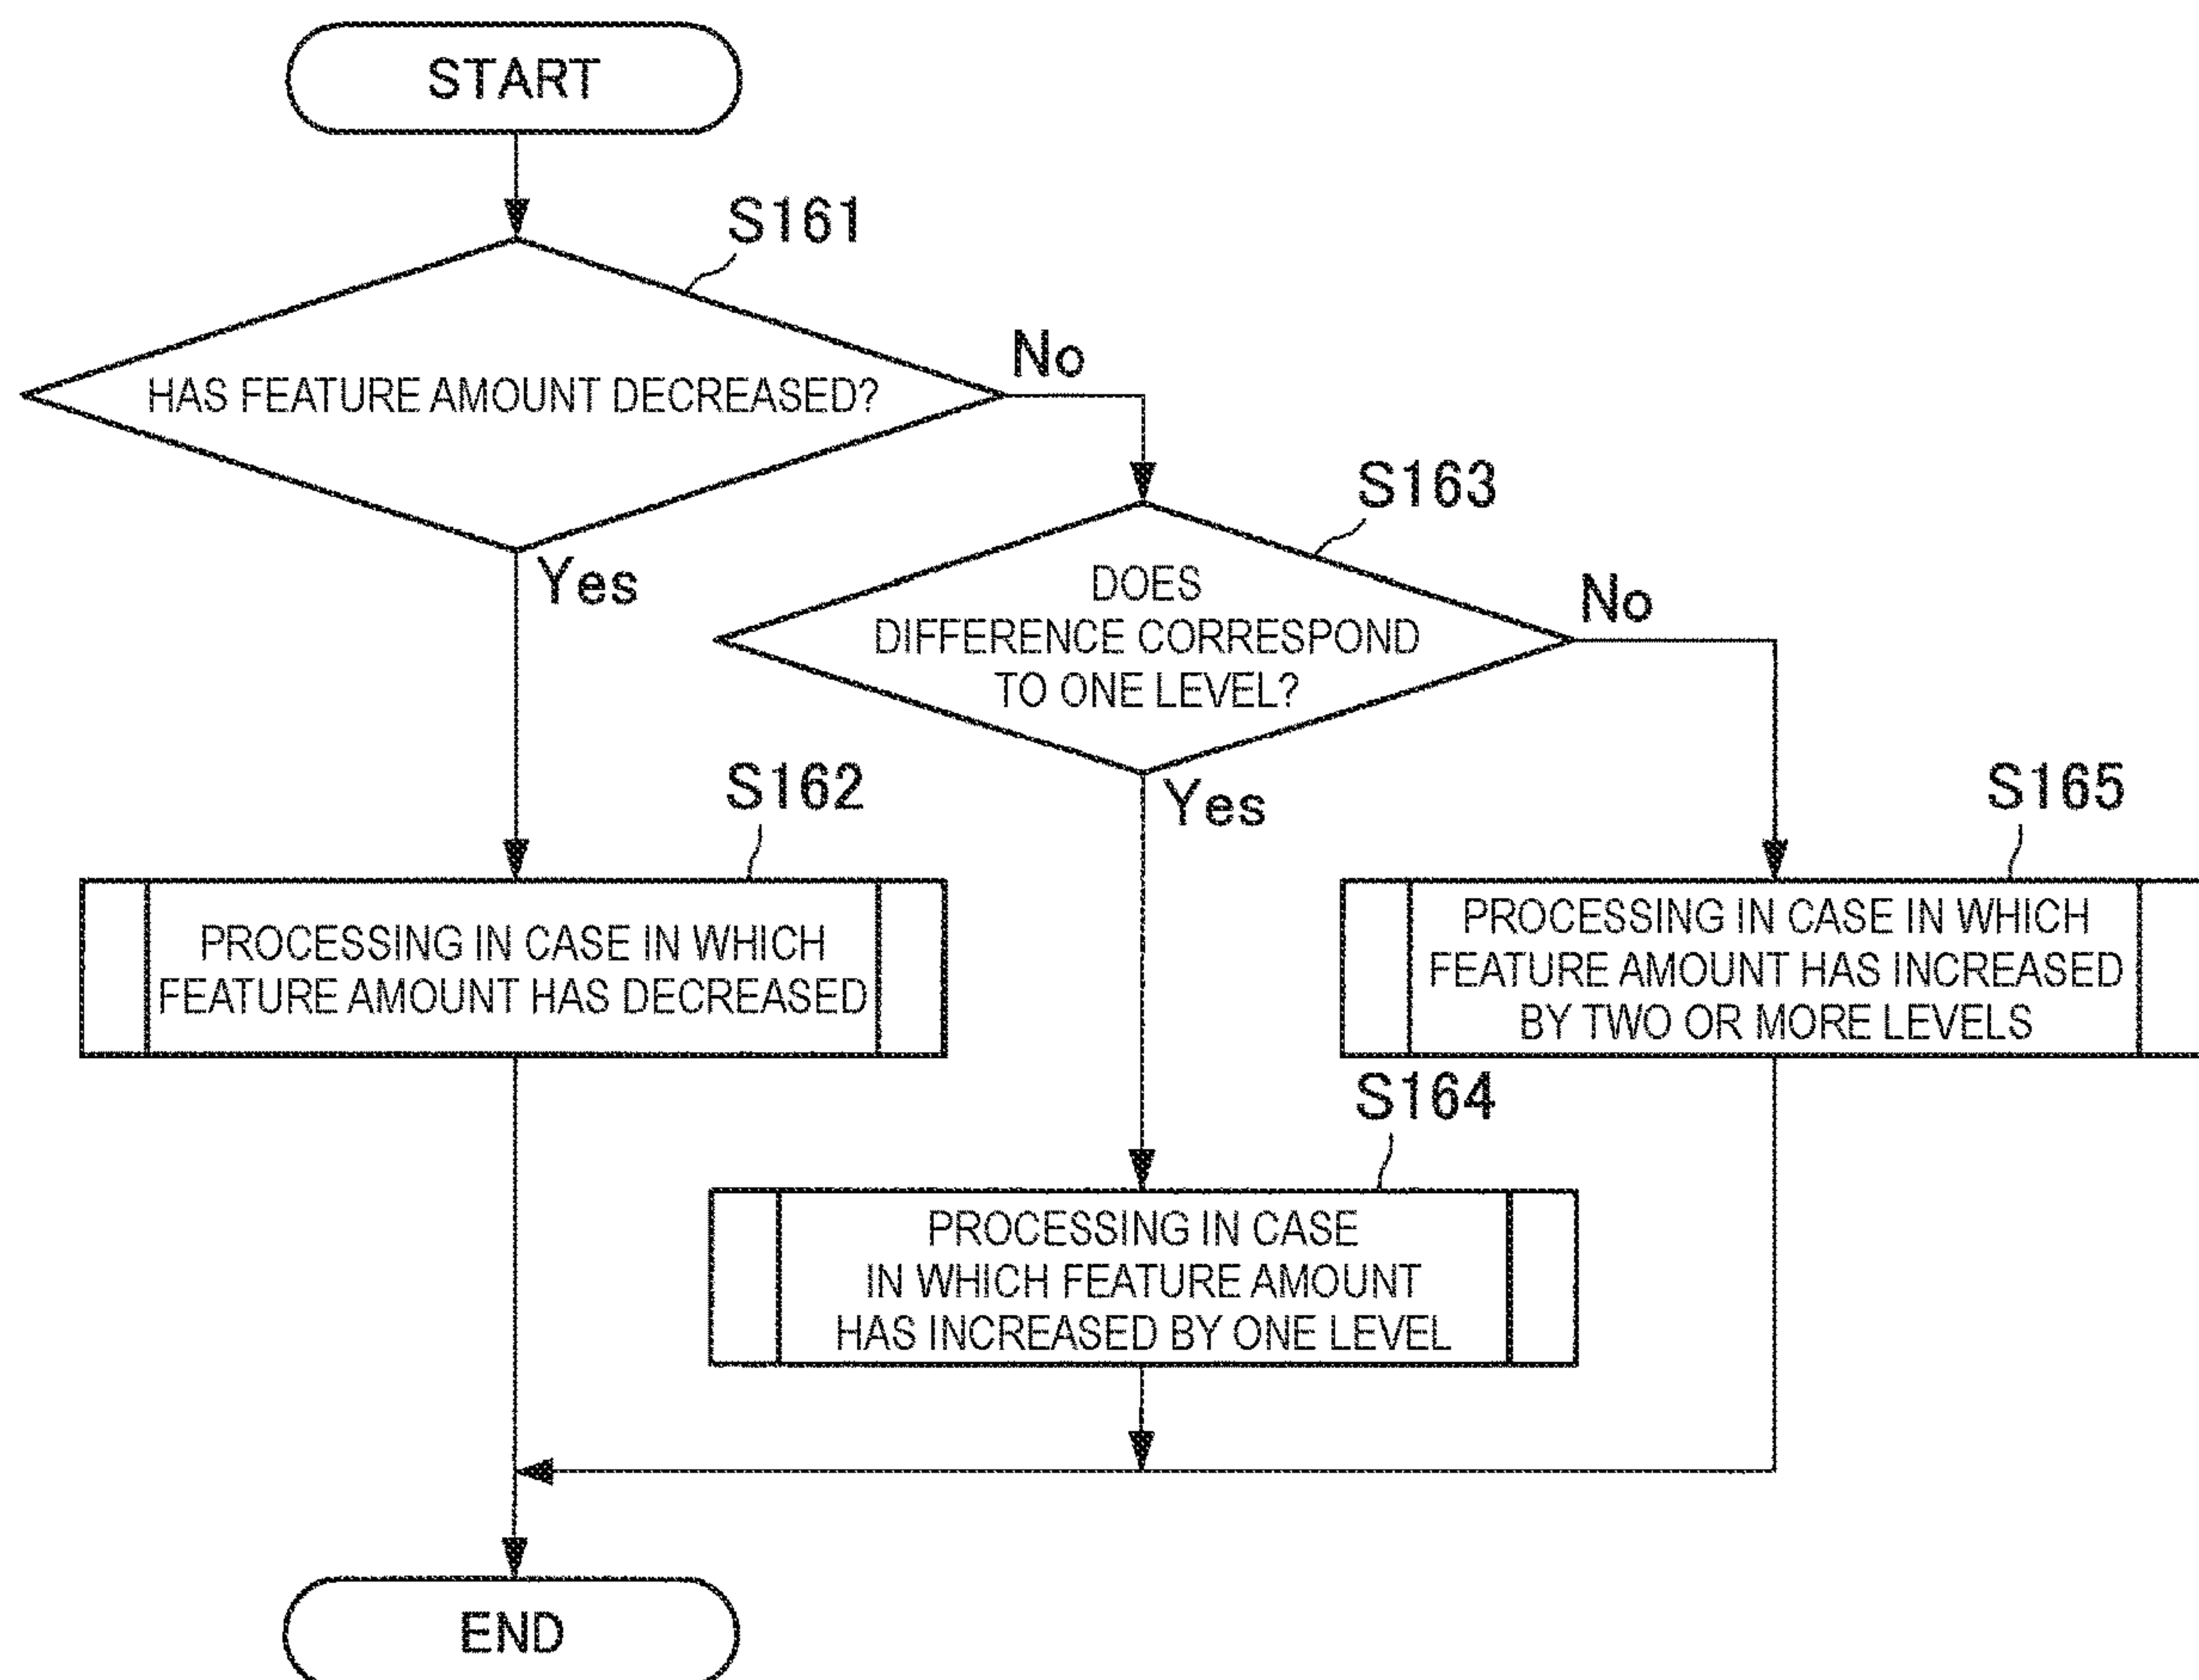 START
S161
HAS FEATURE AMOUNT DECREASED?
No
Yes
S163
DOES
DIFFERENCE CORRESPOND
TO ONE LEVEL?
No
Yes
S162
PROCESSING IN CASE IN WHICH
FEATURE AMOUNT HAS DECREASED
S165
PROCESSING IN CASE IN WHICH
FEATURE AMOUNT HAS INCREASED
BY TWO OR MORE LEVELS
S164
PROCESSING IN CASE
IN WHICH FEATURE AMOUNT
HAS INCREASED BY ONE LEVEL
END